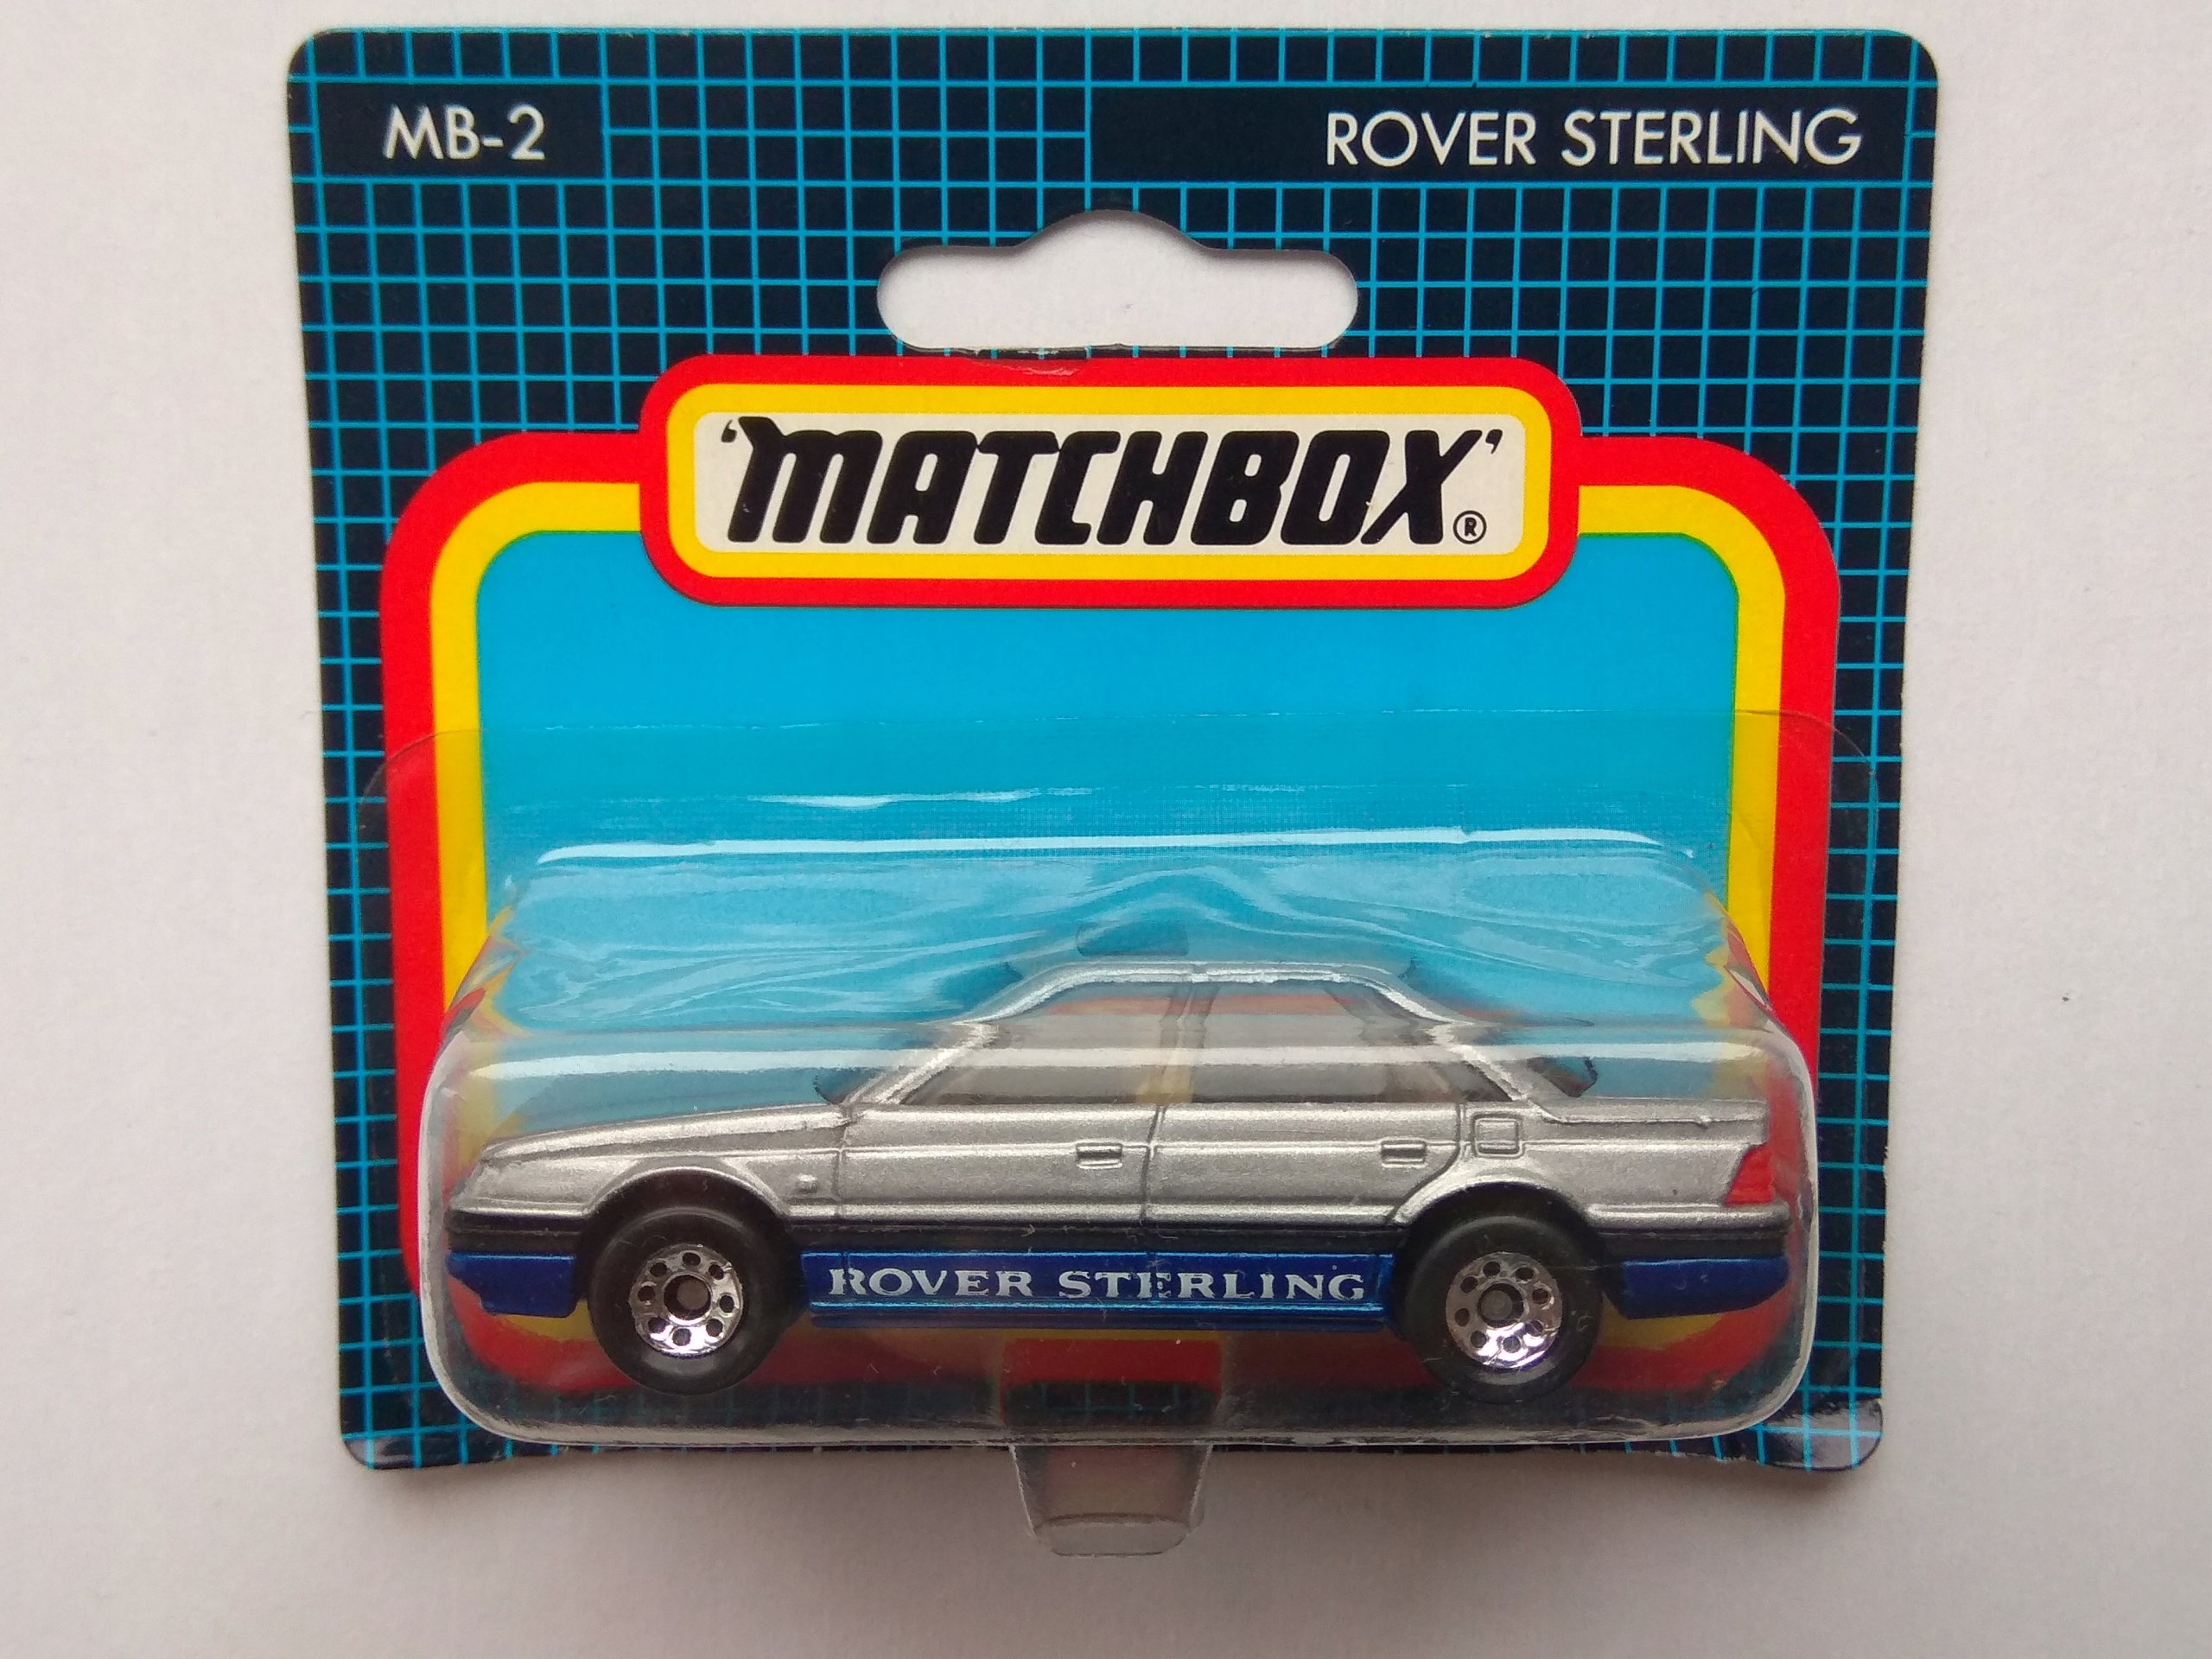 MB-2
ROVER STERLING
'MATCHBOX'®
ROVER STERLING